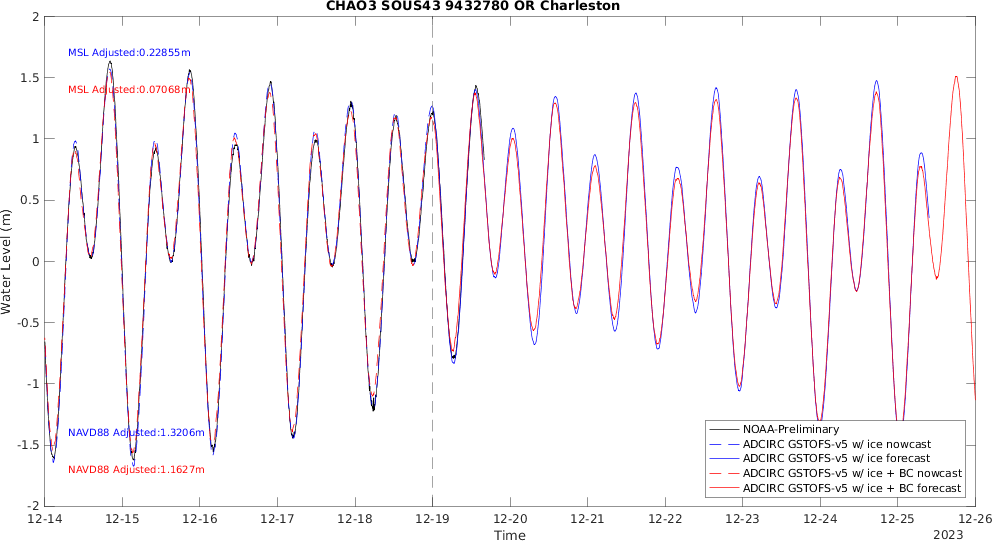 CHAO3 SOUS43 9432780 OR Charleston
2
1.5
1
0.5
0
-0.5
-1
-1.5
-2
Water Level (m)
MSL Adjusted:0.22855m
MSL Adjusted:0.07068m
NAVD88 Adjusted:1.3206m
NAVD88 Adjusted:1.1627m
NOAA-Preliminary
ADCIRC GSTOFS-v5 w/ ice nowcast
ADCIRC GSTOFS-v5 w/ ice forecast
ADCIRC GSTOFS-v5 w/ ice + BC nowcast
ADCIRC GSTOFS-v5 w/ ice + BC forecast
12-14 12-15 12-16 12-17 12-18 12-19 12-20 12-21 12-22 12-23 12-24 12-25 12-26
Time
2023